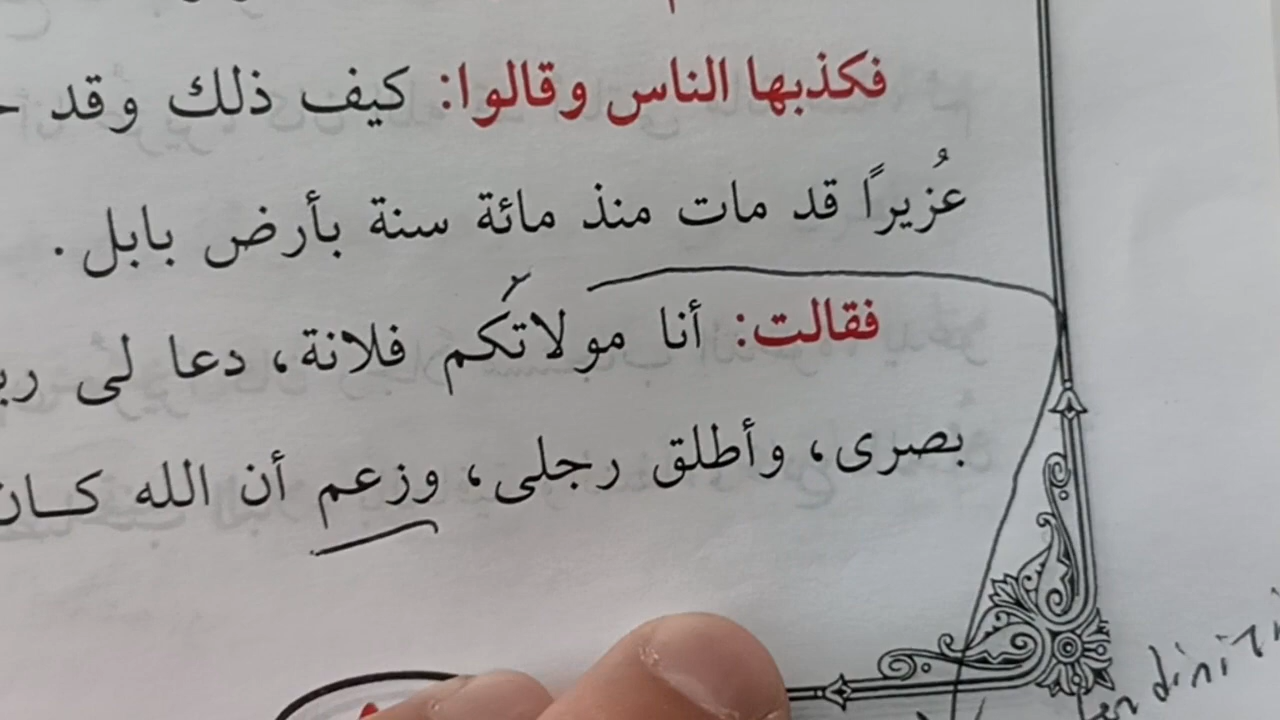 فكذبها الناس وقالوا: كيف ذلك وقد
عُزيراً قد مات منذ مائة سنة بأرض بابل.
فقالت: أنا مولاتكم فلانة، دعا لى
بصرى، وأطلق رجلى، وزعم أن الله كـان